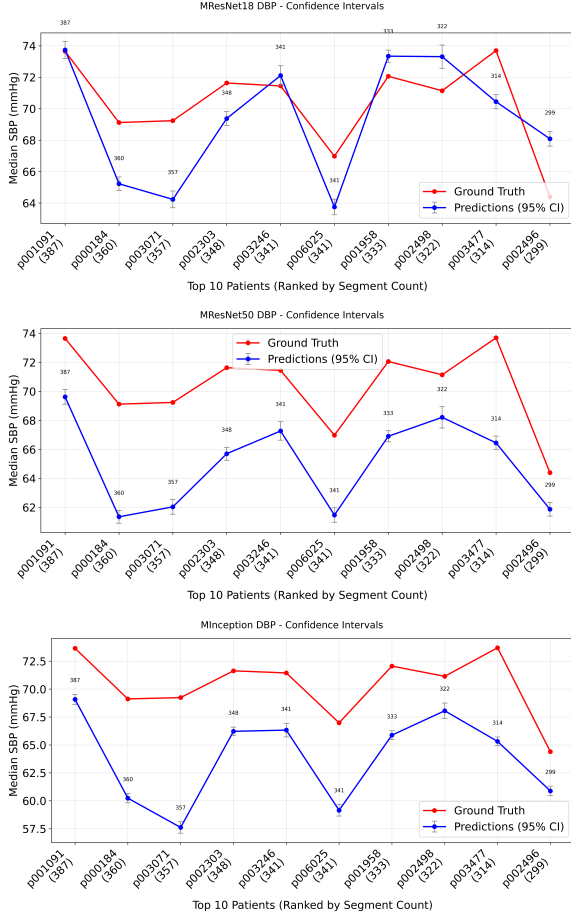 MResNet18 DBP - Confidence Intervals
387
360
357
348
341
341
333
322
314
299
74
72
70
68
66
64
Median SBP (mmHg)
Ground Truth
Predictions (95% CI)
p001091 (387)
p000184 (360)
p003071 (357)
p002303 (348)
p003246 (341)
p006025 (341)
p001958 (333)
p002498 (322)
p003477 (314)
p002496 (299)
Top 10 Patients (Ranked by Segment Count)
MResNet50 DBP - Confidence Intervals
387
360
357
348
341
341
333
322
314
299
74
72
70
68
66
64
62
Median SBP (mmHg)
Ground Truth
Predictions (95% CI)
p001091 (387)
p000184 (360)
p003071 (357)
p002303 (348)
p003246 (341)
p006025 (341)
p001958 (333)
p002498 (322)
p003477 (314)
p002496 (299)
Top 10 Patients (Ranked by Segment Count)
MInception DBP - Confidence Intervals
387
360
357
348
341
341
333
322
314
299
72.5
70.0
67.5
65.0
62.5
60.0
57.5
Median SBP (mmHg)
Ground Truth
Predictions (95% CI)
p001091 (387)
p000184 (360)
p003071 (357)
p002303 (348)
p003246 (341)
p006025 (341)
p001958 (333)
p002498 (322)
p003477 (314)
p002496 (299)
Top 10 Patients (Ranked by Segment Count)